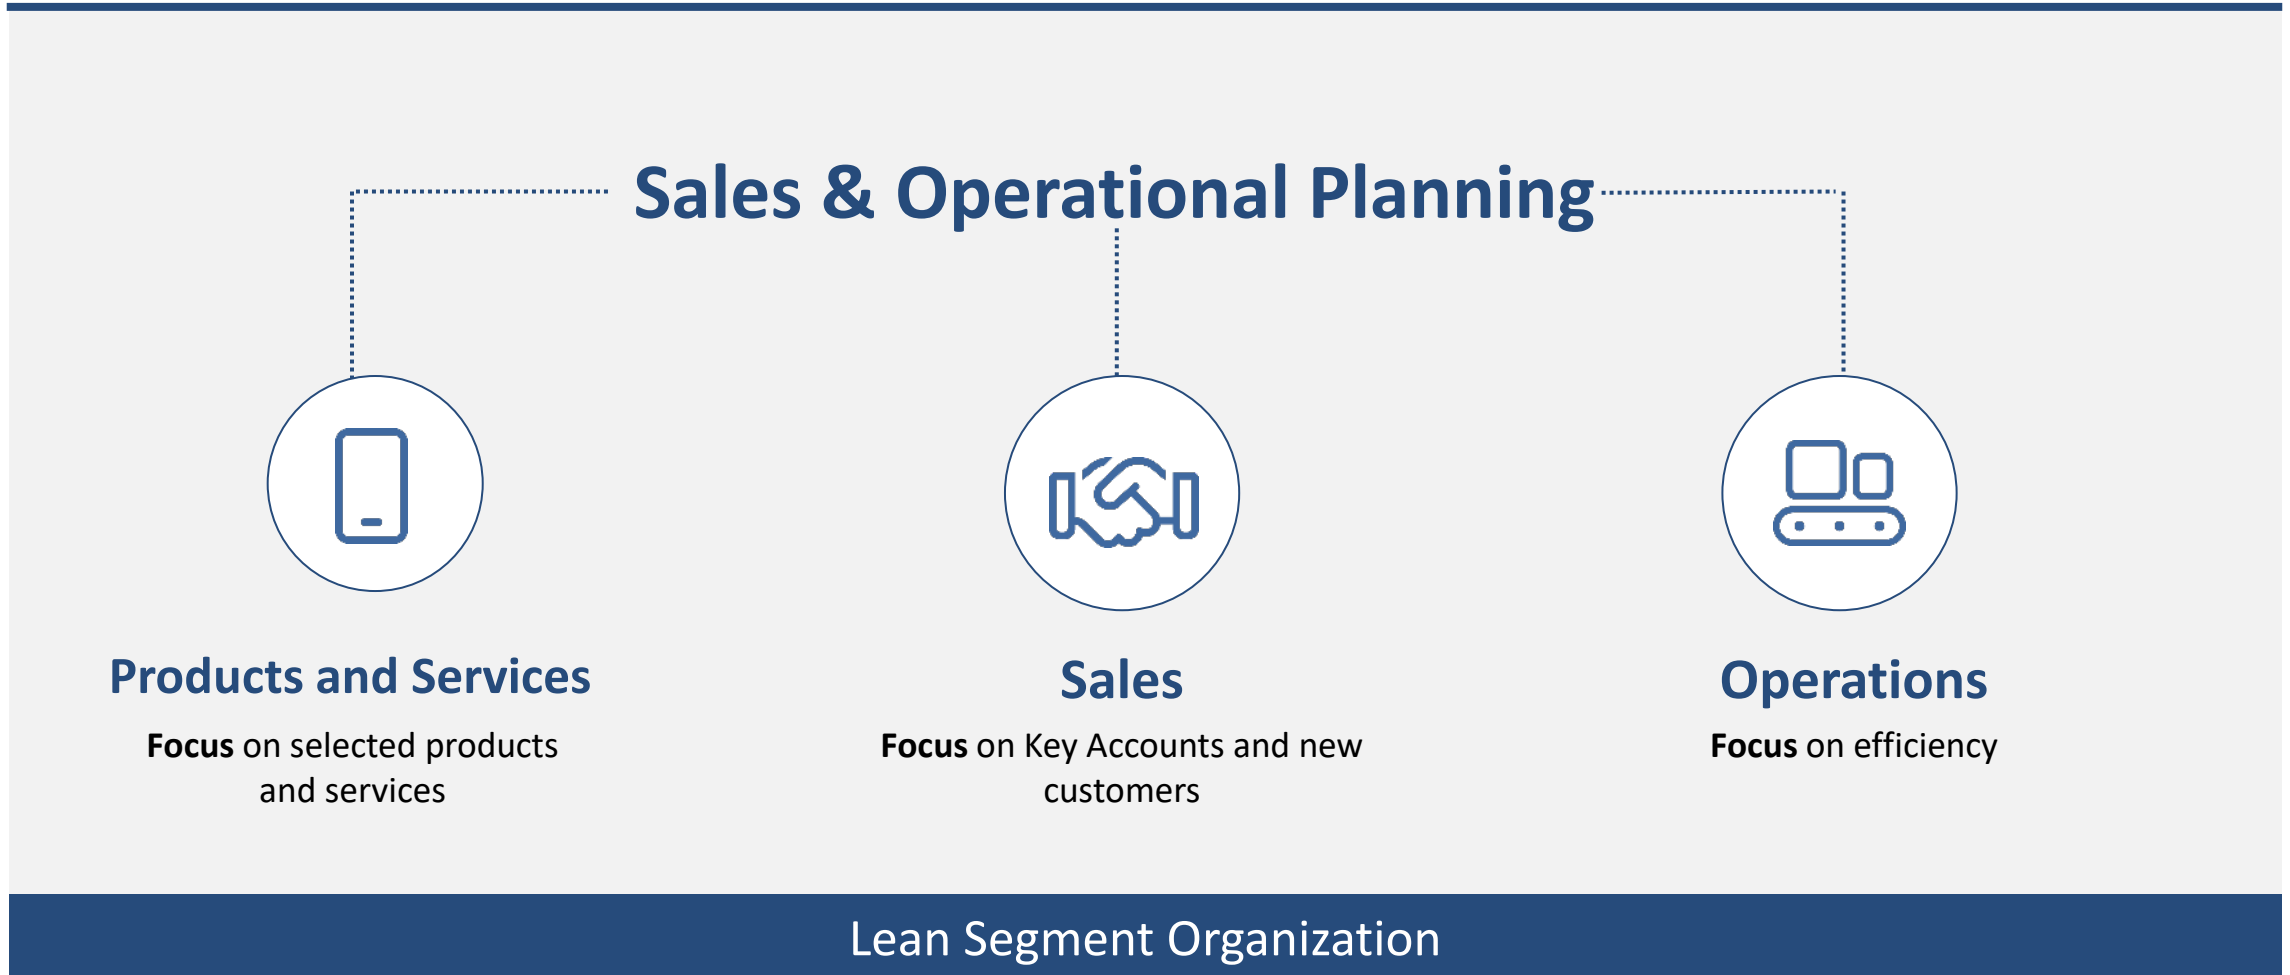 Sales & Operational Planning
Products and Services
Focus on selected products
and services
Sales
Focus on Key Accounts and new
customers
Operations
Focus on efficiency
Lean Segment Organization